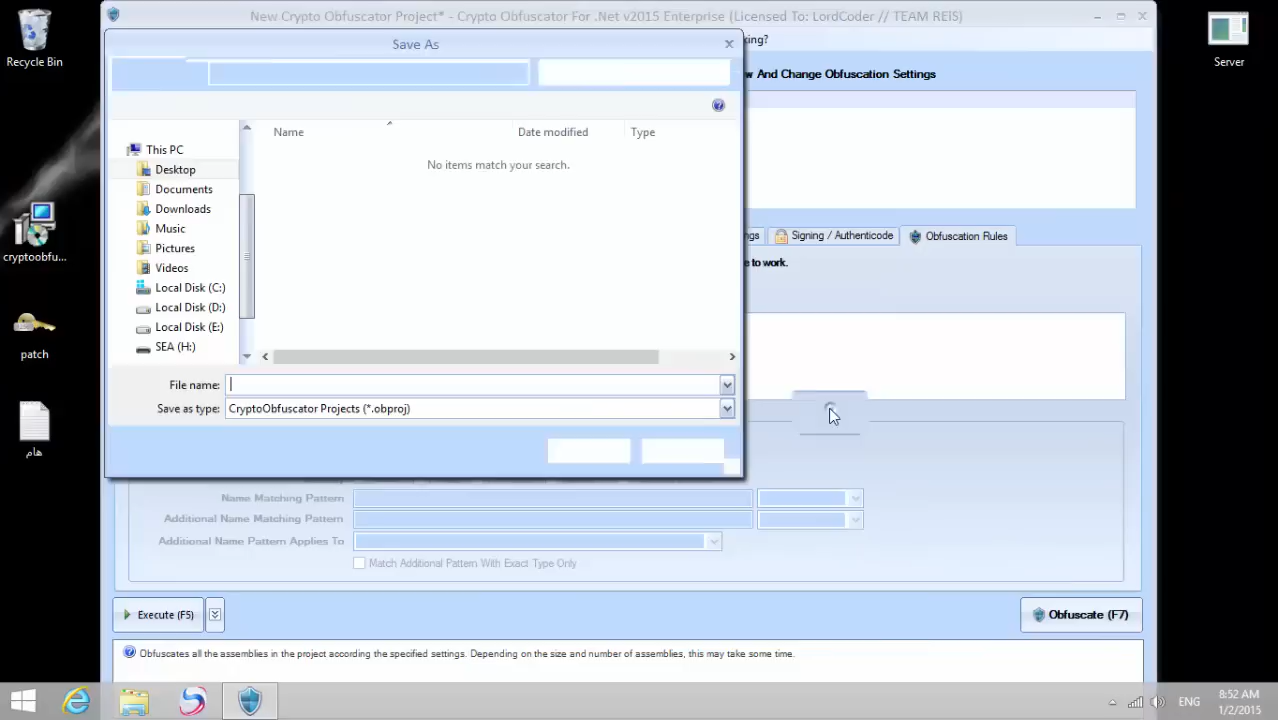 Recycle Bin
cryptoobfu...
patch
هام
Server
New Crypto Obfuscator Project* - Crypto Obfuscator For .Net v2015 Enterprise (Licensed To: LordCoder // TEAM REIS)
king?
w And Change Obfuscation Settings
Save As
Name
Date modified
Type
No items match your search.
This PC
Desktop
Documents
Downloads
Music
Pictures
Videos
Local Disk (C:)
Local Disk (D:)
Local Disk (E:)
SEA (H:)
File name:
Save as type: CryptoObfuscator Projects (*.obproj)
ngs
Signing / Authenticode
Obfuscation Rules
e to work.
Name Matching Pattern
Additional Name Matching Pattern
Additional Name Pattern Applies To
Match Additional Pattern With Exact Type Only
Execute (F5)
Obfuscate (F7)
Obfuscates all the assemblies in the project according the specified settings. Depending on the size and number of assemblies, this may take some time.
ENG
8:52 AM
1/2/2015